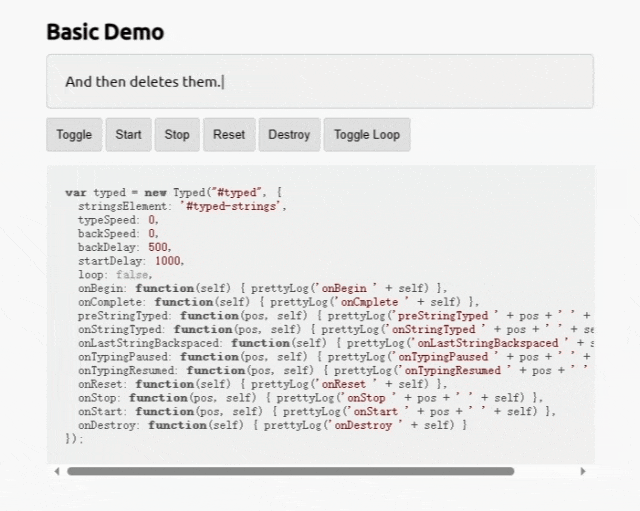 Basic Demo
And then deletes them.|
Toggle Start Stop Reset Destroy Toggle Loop
var typed = new Typed("#typed", {
  stringsElement: '#typed-strings',
  typeSpeed: 0,
  backSpeed: 0,
  backDelay: 500,
  startDelay: 1000,
  loop: false,
  onBegin: function(self) { prettyLog('onBegin ' + self) },
  onComplete: function(self) { prettyLog('onCmplete ' + self) },
  preStringTyped: function(pos, self) { prettyLog('preStringTyped ' + pos + ' ' +
  onStringTyped: function(pos, self) { prettyLog('onStringTyped ' + pos + ' ' + se
  onLastStringBackspaced: function(self) { prettyLog('onLastStringBackspaced ' + s
  onTypingPaused: function(pos, self) { prettyLog('onTypingPaused ' + pos + ' ' +
  onTypingResumed: function(pos, self) { prettyLog('onTypingResumed ' + pos + ' '
  onReset: function(self) { prettyLog('onReset ' + self) },
  onStop: function(pos, self) { prettyLog('onStop ' + pos + ' ' + self) },
  onStart: function(pos, self) { prettyLog('onStart ' + pos + ' ' + self) },
  onDestroy: function(self) { prettyLog('onDestroy ' + self) }
});